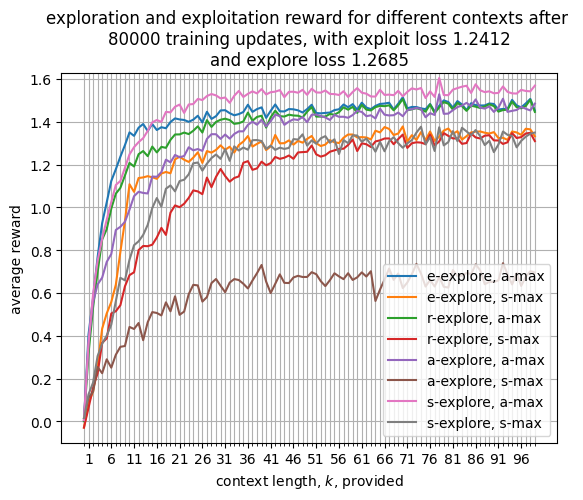 exploration and exploitation reward for different contexts after
80000 training updates, with exploit loss 1.2412
and explore loss 1.2685
1.6
1.4
1.2
1.0
0.8
0.6
0.4
0.2
0.0
average reward
e-explore, a-max
e-explore, s-max
r-explore, a-max
r-explore, s-max
a-explore, a-max
a-explore, s-max
s-explore, a-max
s-explore, s-max
1 6 11 16 21 26 31 36 41 46 51 56 61 66 71 76 81 86 91 96
context length, k, provided